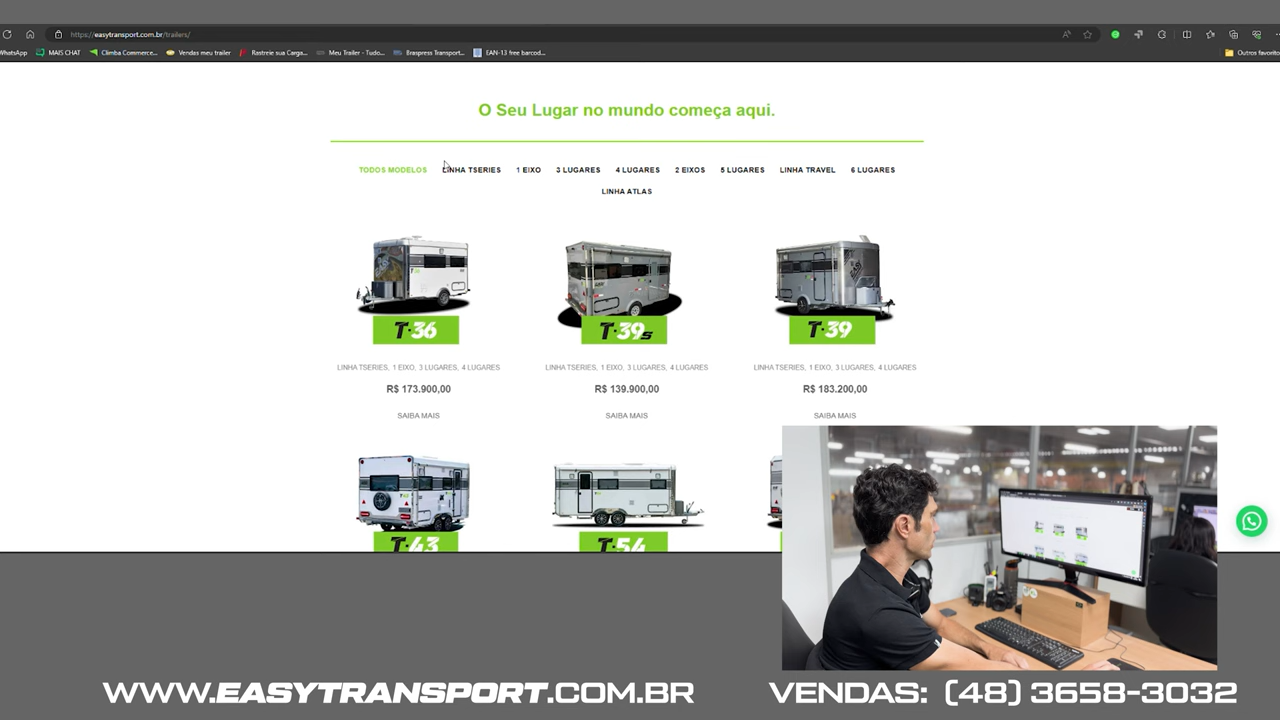 https://easytransport.com.br/trailers/
WhatsApp MAIS CHAT Climba Commerce... Vendas meu trailer Rastreie sua Carga... Meu Trailer - Tudo... Braspress Transport... EAN-13 free barcod... Outros favorito
O Seu Lugar no mundo começa aqui.
TODOS MODELOS LINHA TSERIES 1 EIXO 3 LUGARES 4 LUGARES 2 EIXOS 5 LUGARES LINHA TRAVEL 6 LUGARES
LINHA ATLAS
T·36 T·39s T·39
LINHA TSERIES, 1 EIXO, 3 LUGARES, 4 LUGARES LINHA TSERIES, 1 EIXO, 3 LUGARES, 4 LUGARES LINHA TSERIES, 1 EIXO, 3 LUGARES, 4 LUGARES
R$ 173.900,00 R$ 139.900,00 R$ 183.200,00
SAIBA MAIS SAIBA MAIS SAIBA MAIS
T·43 T·54
WWW.EASYTRANSPORT.COM.BR VENDAS: (48) 3658-3032